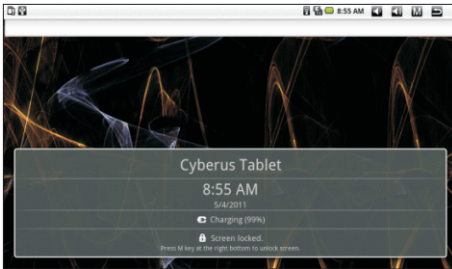 8:55 AM
M
Cyberus Tablet
8:55 AM
5/4/2011
Charging (99%)
Screen locked.
Press M key at the right bottom to unlock screen.